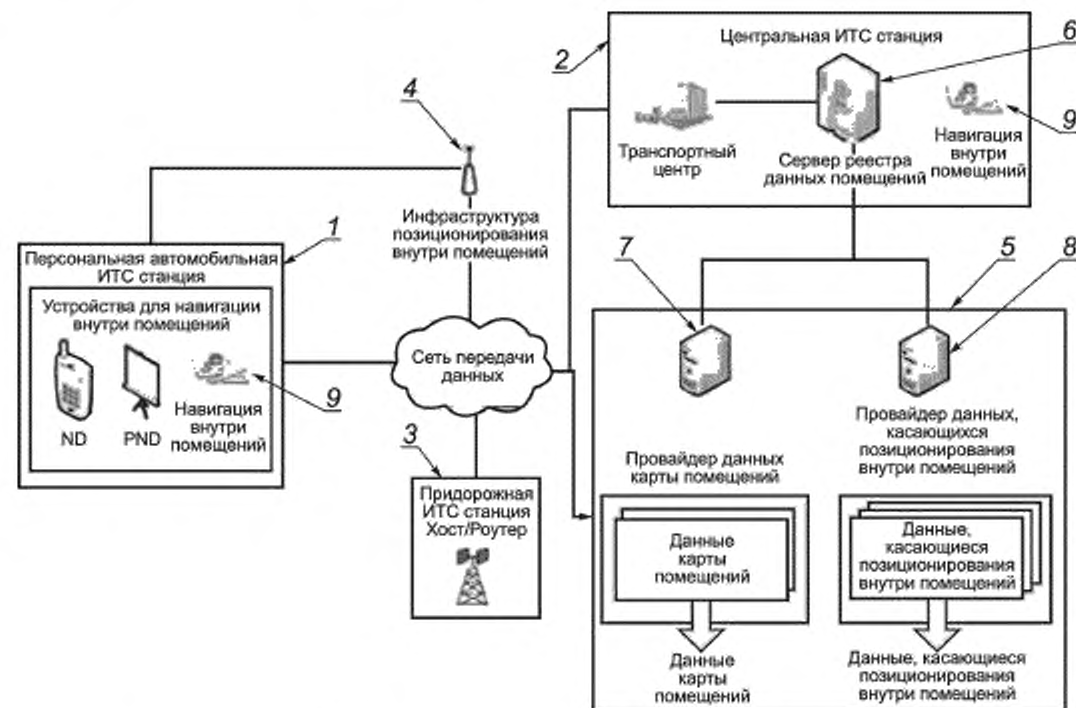 6
Центральная ИТС станция
2
4
9
Транспортный
центр
Сервер реестра
данных помещений
Навигация
внутри
помещений
Инфраструктура
позиционирования
внутри помещений
1
Персональная автомобильная
ИТС станция
Устройства для навигации
внутри помещений
ND
PND
Навигация
внутри
помещений
9
Сеть передачи
данных
3
Придорожная
ИТС станция
Хост/Роутер
7
5
8
Провайдер данных
карты помещений
Провайдер данных,
касающихся
позиционирования
внутри помещений
Данные
карты
помещений
Данные,
касающиеся
позиционирования
внутри помещений
Данные
карты
помещений
Данные, касающиеся
позиционирования
внутри помещений